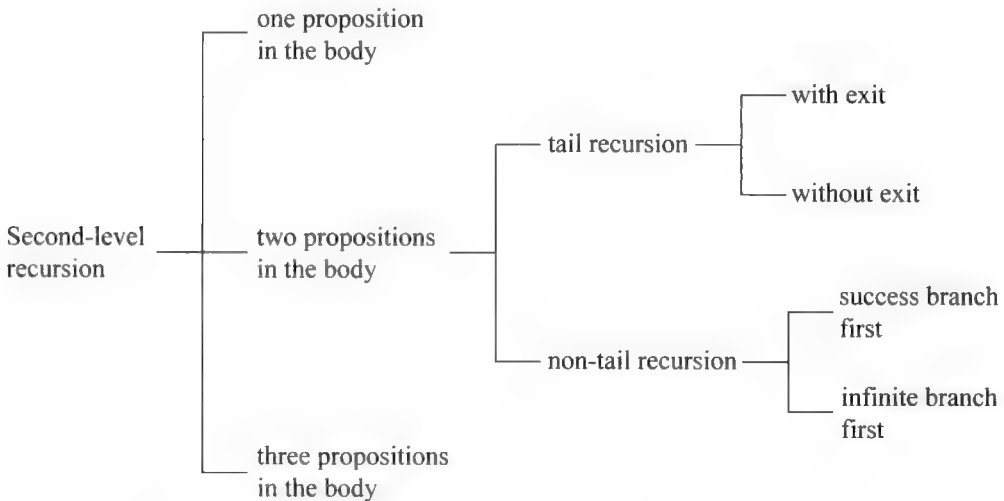 one proposition
in the body
with exit
tail recursion
without exit
Second-level
recursion
two propositions
in the body
success branch
first
non-tail recursion
infinite branch
first
three propositions
in the body